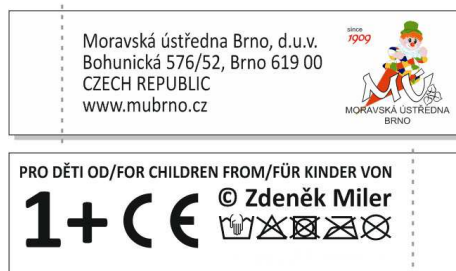 Moravská ústředna Brno, d.u.v.
Bohunická 576/52, Brno 619 00
CZECH REPUBLIC
www.mubrno.cz
since
1909
MÚ
MORAVSKÁ ÚSTŘEDNA
BRNO
PRO DĚTI OD/FOR CHILDREN FROM/FÜR KINDER VON
1+ CE
© Zdeněk Miler